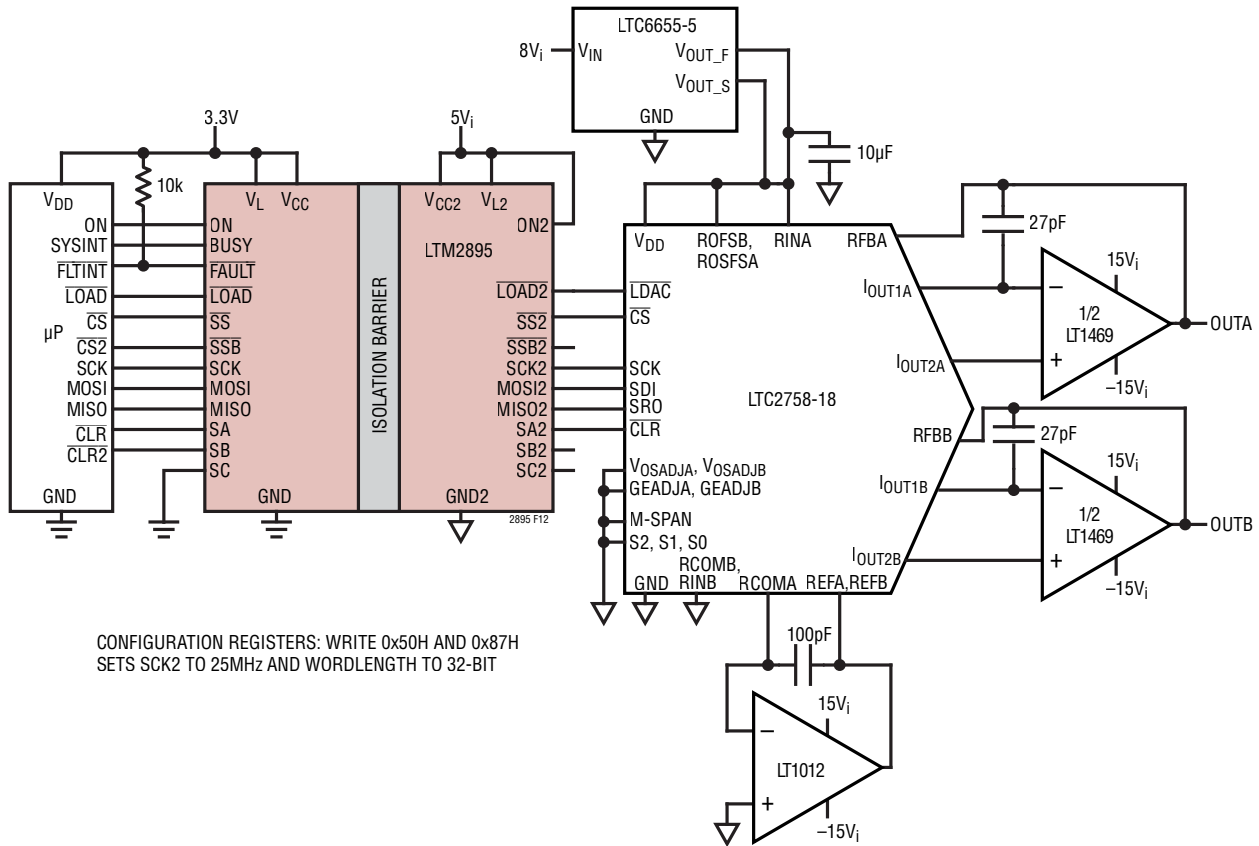 LTC6655-5
8Vi
VIN
VOUT_F
VOUT_S
GND
10µF
3.3V
10k
5Vi
VDD
ON
SYSINT
FLTINT
LOAD
CS
µP
CS2
SCK
MOSI
MISO
CLR
CLR2
GND
VL
VCC
ON
BUSY
FAULT
LOAD
SS
SSB
SCK
MOSI
MISO
SA
SB
SC
GND
ISOLATION BARRIER
VCC2
VL2
ON2
LTM2895
LOAD2
SS2
SSB2
SCK2
MOSI2
MISO2
SA2
SB2
SC2
GND2
2895 F12
VDD
ROFSB,
ROSFSA
RINA
RFBA
LDAC
IOUT1A
CS
IOUT2A
SCK
SDI
SRO
CLR
LTC2758-18
RFBB
VOSADJA, VOSADJB
GEADJA, GEADJB
IOUT1B
M-SPAN
S2, S1, S0
IOUT2B
GND
RCOMB,
RINB
RCOMA
REFA,REFB
27pF
15Vi
−
1/2
LT1469
+
−15Vi
OUTA
27pF
15Vi
−
1/2
LT1469
+
−15Vi
OUTB
100pF
15Vi
−
LT1012
+
−15Vi
CONFIGURATION REGISTERS: WRITE 0x50H AND 0x87H
SETS SCK2 TO 25MHz AND WORDLENGTH TO 32-BIT